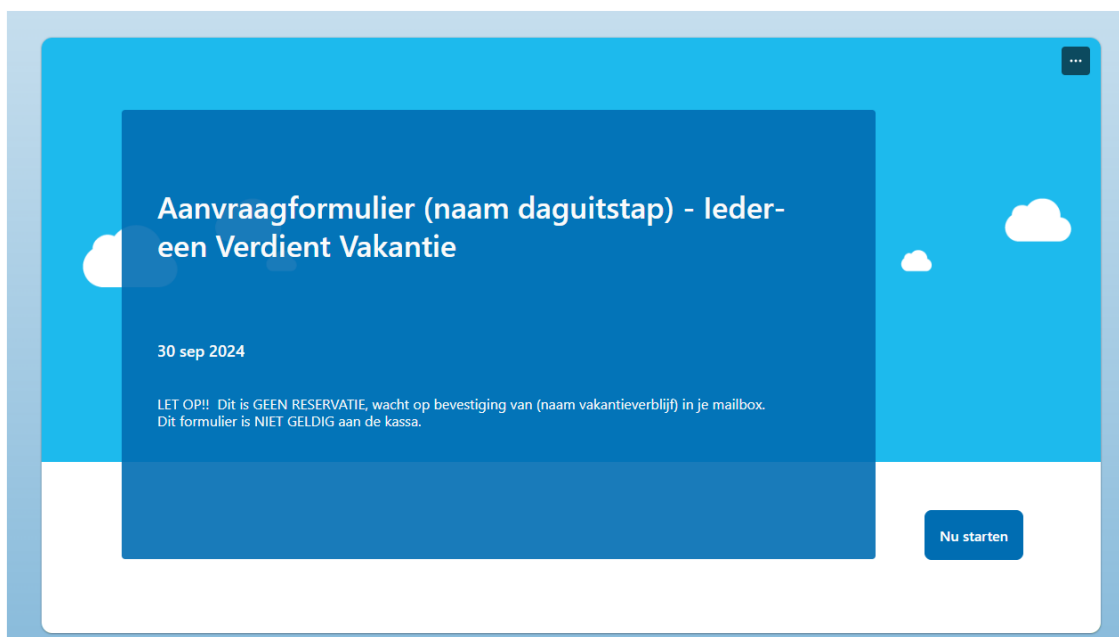 Aanvraagformulier (naam daguitstap) - Ieder-
een Verdient Vakantie
30 sep 2024
LET OP!!  Dit is GEEN RESERVATIE, wacht op bevestiging van (naam vakantieverblijf) in je mailbox.
Dit formulier is NIET GELDIG aan de kassa.
Nu starten